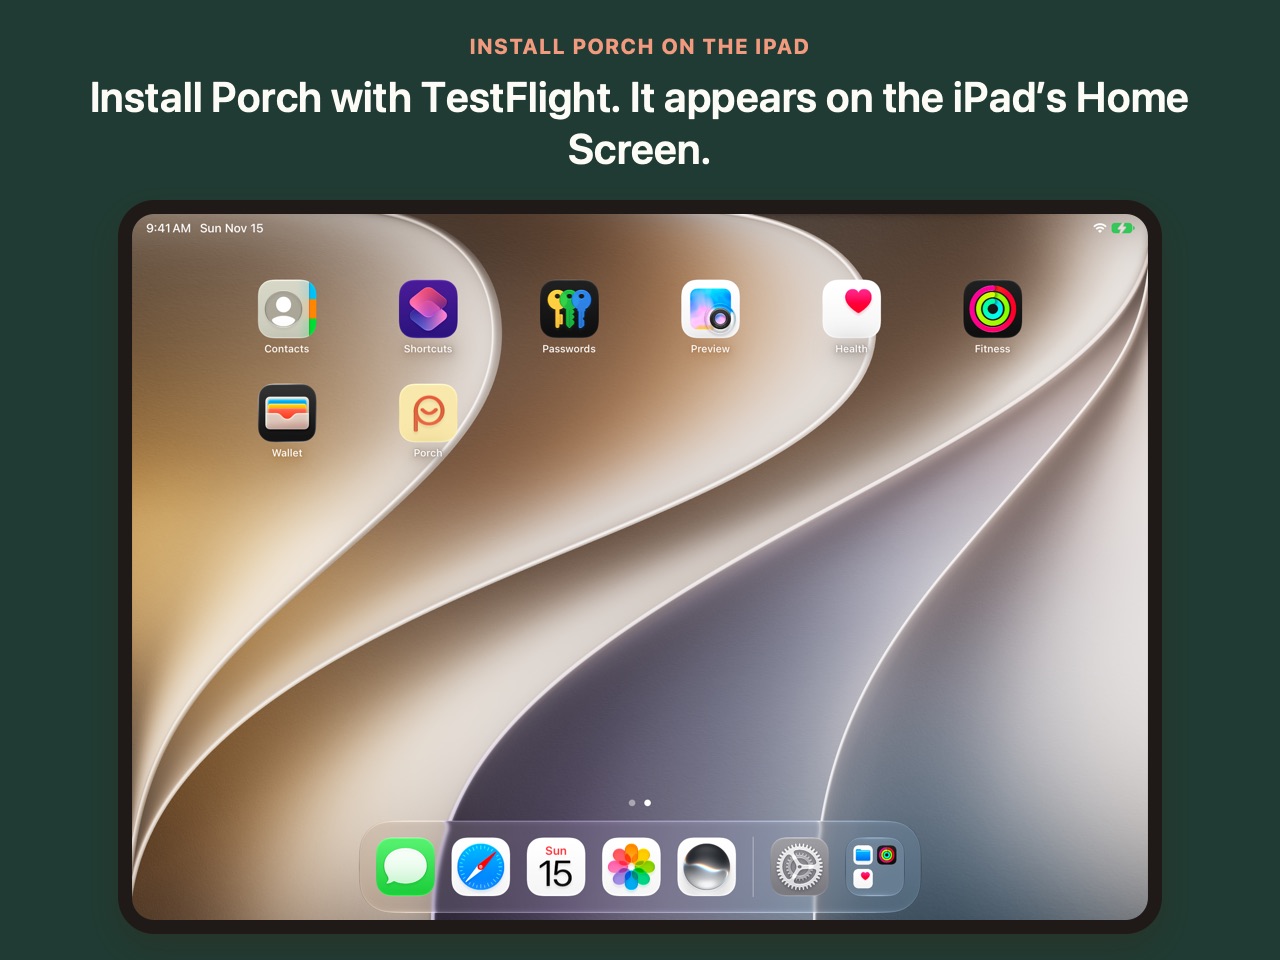 INSTALL PORCH ON THE IPAD
Install Porch with TestFlight. It appears on the iPad’s Home
Screen.
9:41 AM Sun Nov 15
Contacts
Shortcuts
Passwords
Preview
Health
Fitness
Wallet
Porch
Sun
15